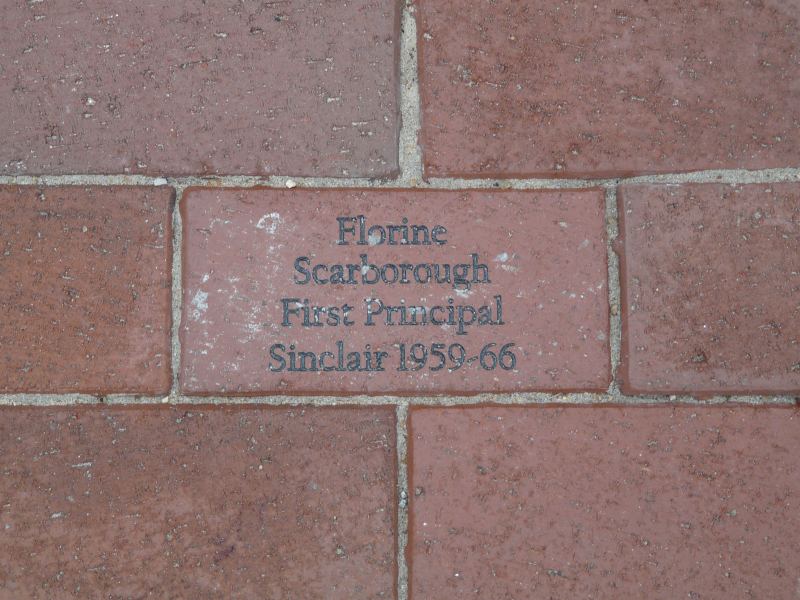 Florine
Scarborough
First Principal
Sinclair 1959-66